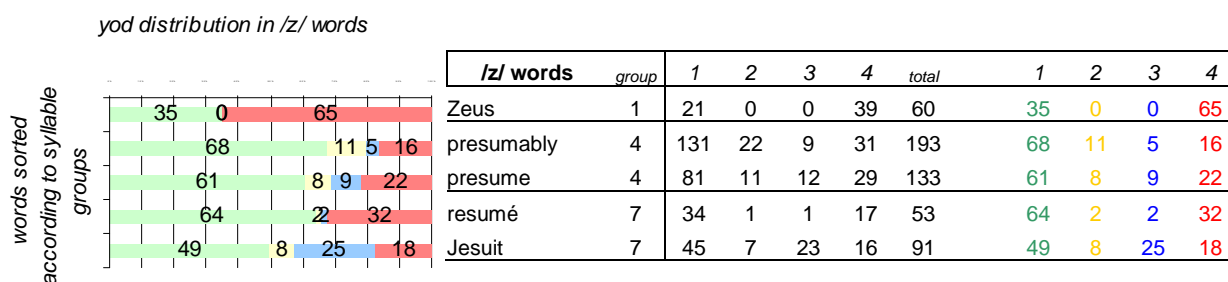 yod distribution in /z/ words
words sorted
according to syllable
groups
35 0 65
68 11 5 16
61 8 9 22
64 2 2 32
49 8 25 18
/z/ words group 1 2 3 4 total 1 2 3 4
Zeus 1 21 0 0 39 60 35 0 0 65
presumably 4 131 22 9 31 193 68 11 5 16
presume 4 81 11 12 29 133 61 8 9 22
resumé 7 34 1 1 17 53 64 2 2 32
Jesuit 7 45 7 23 16 91 49 8 25 18